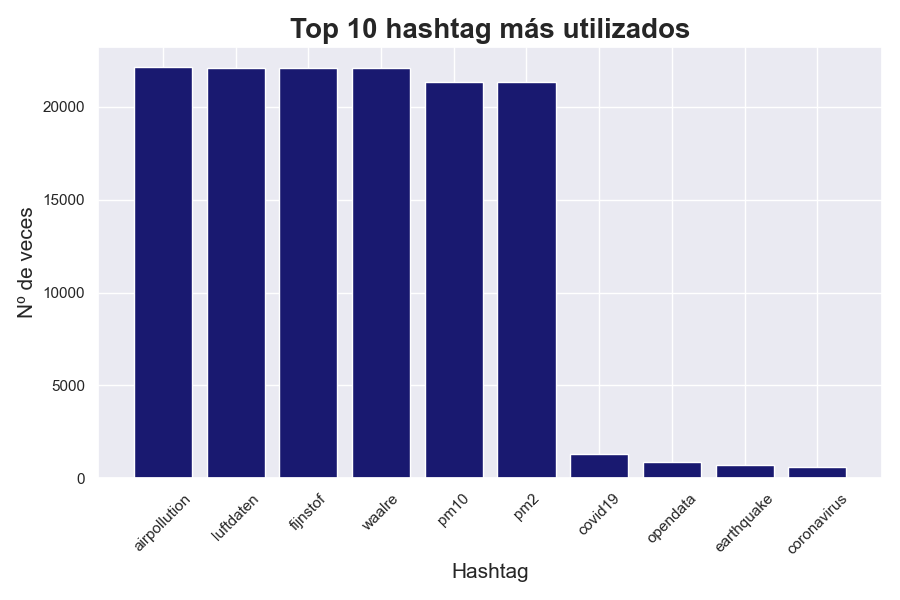 Top 10 hashtag más utilizados
Nº de veces
20000
15000
10000
5000
0
airpollution
luftdaten
fijnstof
waalre
pm10
pm2
covid19
opendata
earthquake
coronavirus
Hashtag